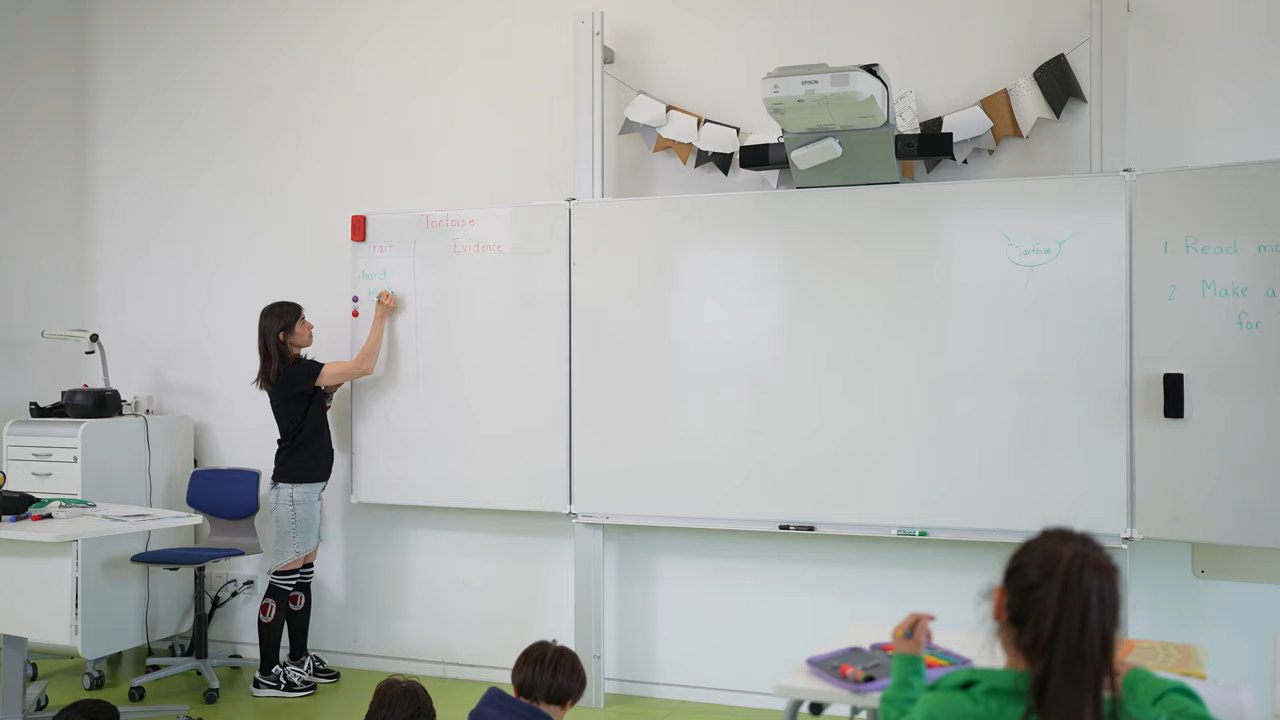 Tortoise
Trait Evidence
hard
Tortoise
1. Read
2 Make a
for
EPSON